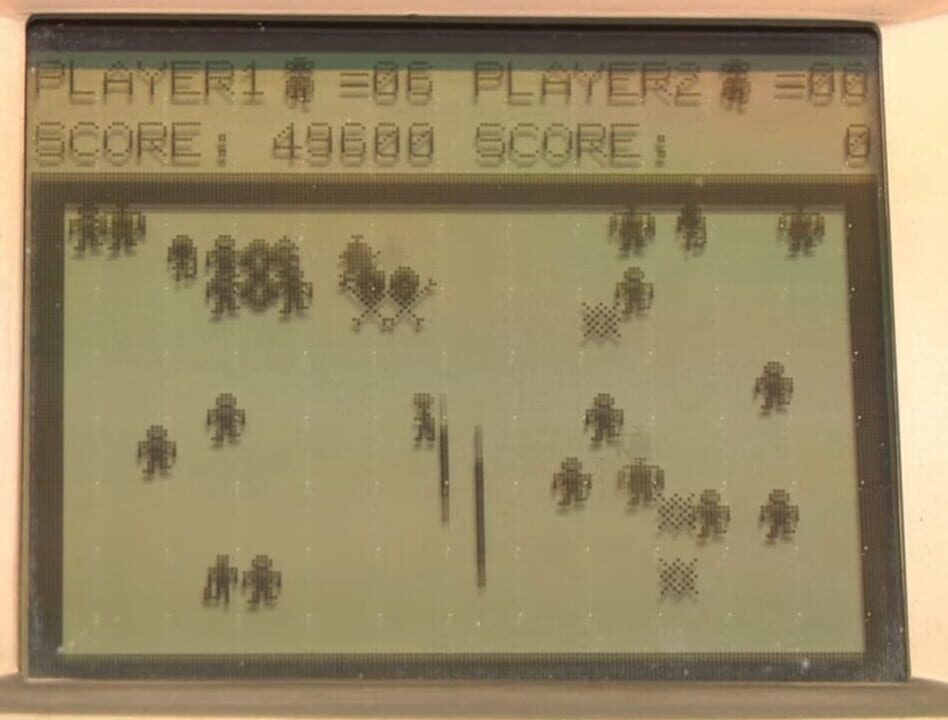 PLAYER1 =06 PLAYER2 =00
SCORE: 49600 SCORE: 0